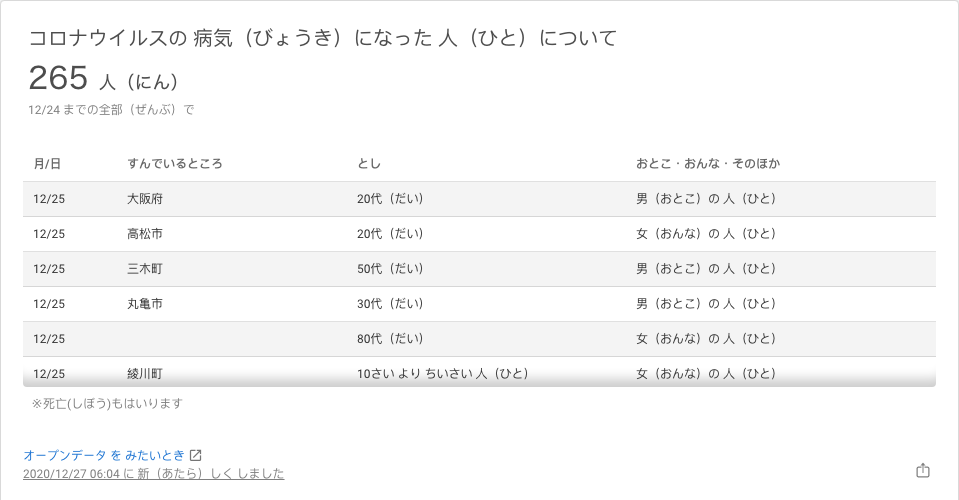 コロナウイルスの 病気（びょうき）になった 人（ひと）について
265 人（にん）
12/24 までの全部（ぜんぶ）で
月/日 すんでいるところ とし おとこ・おんな・そのほか
12/25 大阪府 20代（だい） 男（おとこ）の 人（ひと）
12/25 高松市 20代（だい） 女（おんな）の 人（ひと）
12/25 三木町 50代（だい） 男（おとこ）の 人（ひと）
12/25 丸亀市 30代（だい） 男（おとこ）の 人（ひと）
12/25 80代（だい） 女（おんな）の 人（ひと）
12/25 綾川町 10さい より ちいさい 人（ひと） 女（おんな）の 人（ひと）
※死亡(しぼう)もはいります
オープンデータ を みたいとき
2020/12/27 06:04 に 新（あたら）しく しました